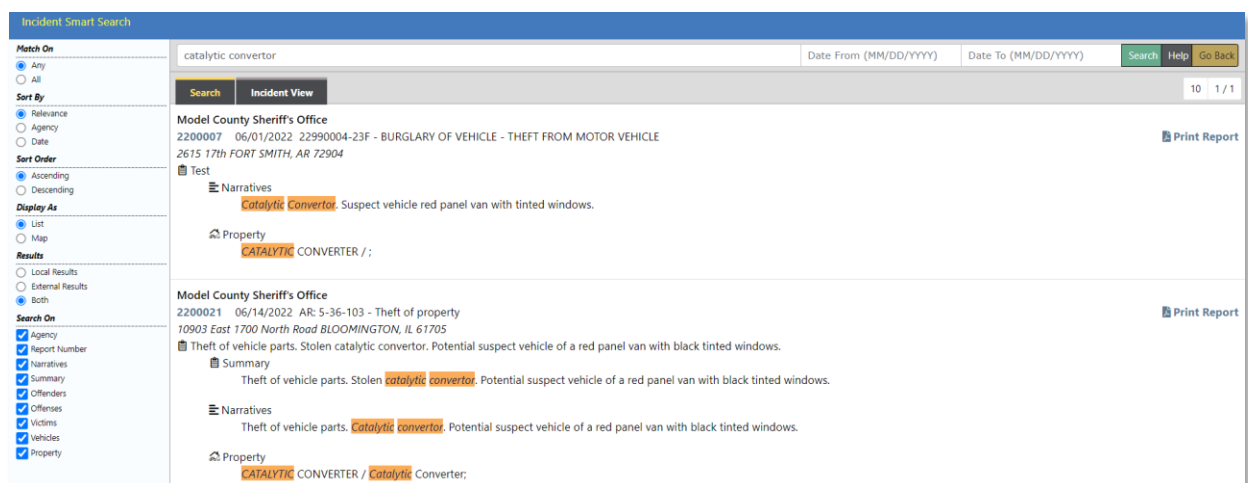 Incident Smart Search
Match On
Any
All
Sort By
Relevance
Agency
Date
Sort Order
Ascending
Descending
Display As
List
Map
Results
Local Results
External Results
Both
Search On
Agency
Report Number
Narratives
Summary
Offenders
Offenses
Victims
Vehicles
Property
catalytic convertor Date From (MM/DD/YYYY) Date To (MM/DD/YYYY) Search Help Go Back
Search Incident View 10 1 / 1
Model County Sheriff's Office
2200007 06/01/2022 22990004-23F - BURGLARY OF VEHICLE - THEFT FROM MOTOR VEHICLE Print Report
2615 17th FORT SMITH, AR 72904
Test
Narratives
Catalytic Convertor. Suspect vehicle red panel van with tinted windows.
Property
CATALYTIC CONVERTER / ;
Model County Sheriff's Office
2200021 06/14/2022 AR: 5-36-103 - Theft of property Print Report
10903 East 1700 North Road BLOOMINGTON, IL 61705
Theft of vehicle parts. Stolen catalytic convertor. Potential suspect vehicle of a red panel van with black tinted windows.
Summary
Theft of vehicle parts. Stolen catalytic convertor. Potential suspect vehicle of a red panel van with black tinted windows.
Narratives
Theft of vehicle parts. Catalytic convertor. Potential suspect vehicle of a red panel van with black tinted windows.
Property
CATALYTIC CONVERTER / Catalytic Converter;